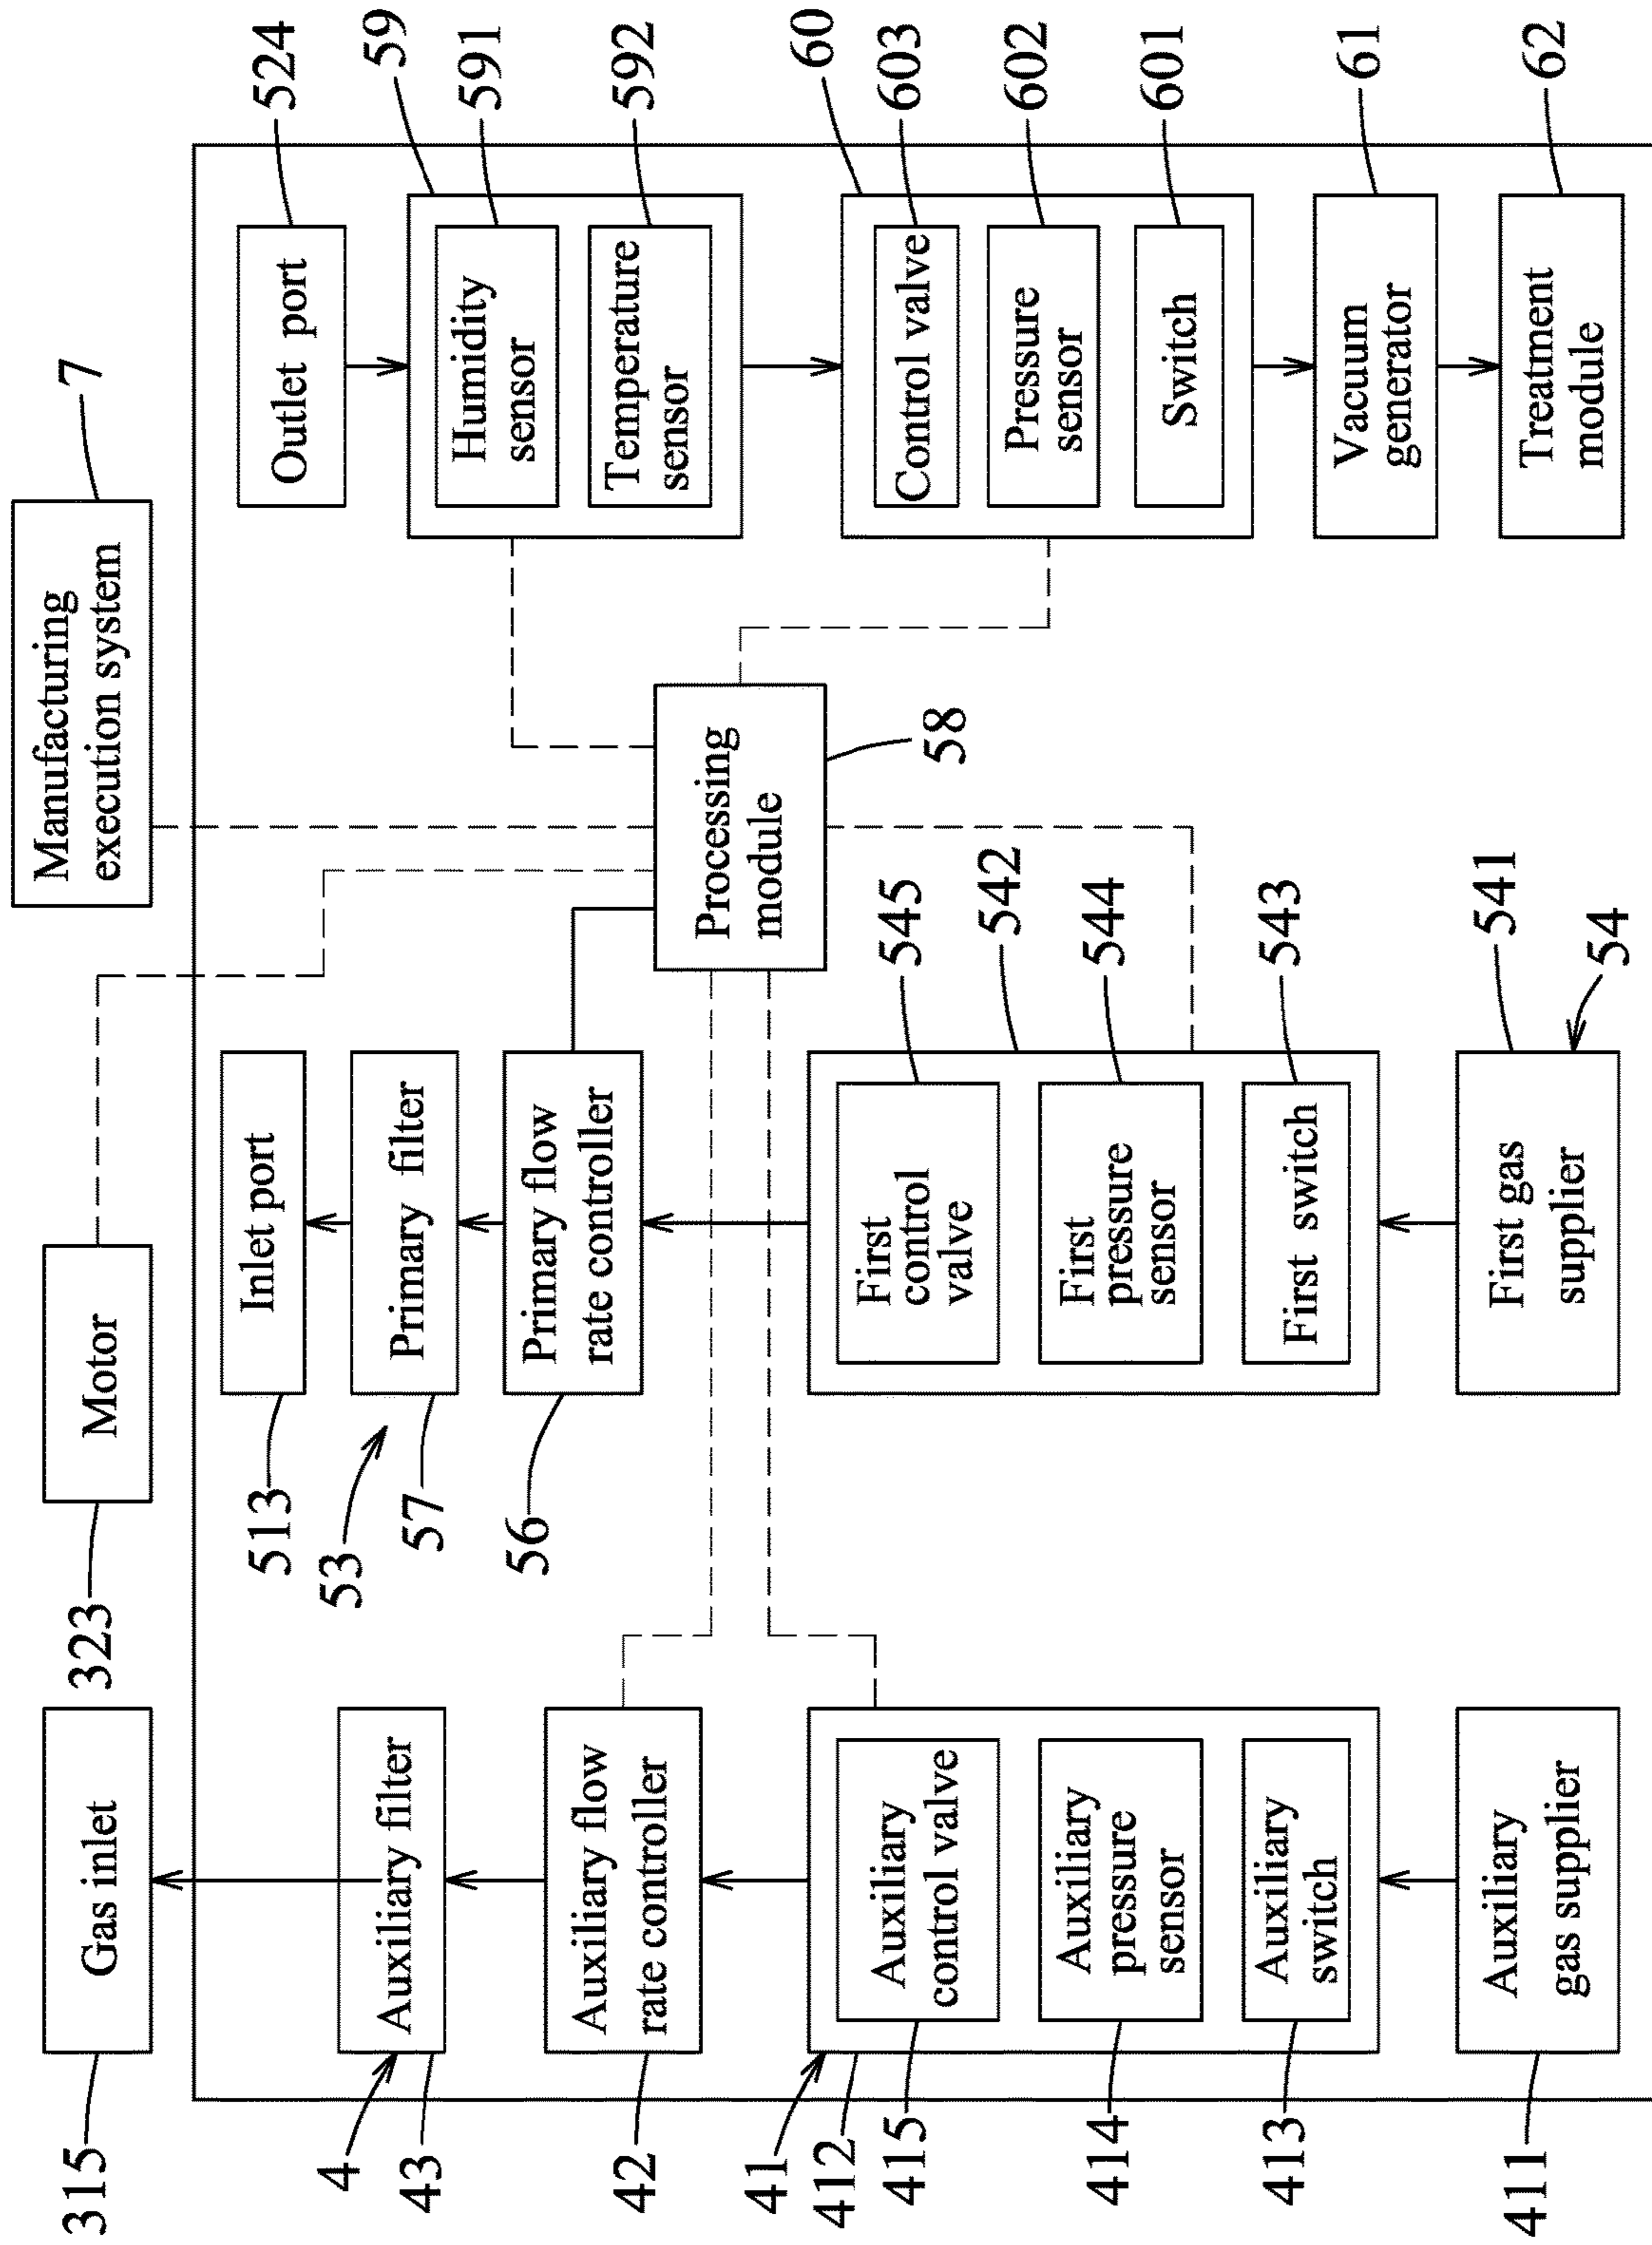 315
Gas inlet
4
43
Auxiliary filter
42
Auxiliary flow
rate controller
41
412
415
Auxiliary
control valve
414
Auxiliary
pressure
sensor
413
Auxiliary
switch
411
Auxiliary
gas supplier
323
Motor
513
Inlet port
53
57
Primary filter
56
Primary flow
rate controller
First
control
valve
545
542
First
pressure
sensor
544
First switch
543
First gas
supplier
541
54
Manufacturing
execution system
7
Processing
module
58
Outlet port
524
59
Humidity
sensor
591
Temperature
sensor
592
60
Control valve
603
Pressure
sensor
602
Switch
601
Vacuum
generator
61
Treatment
module
62